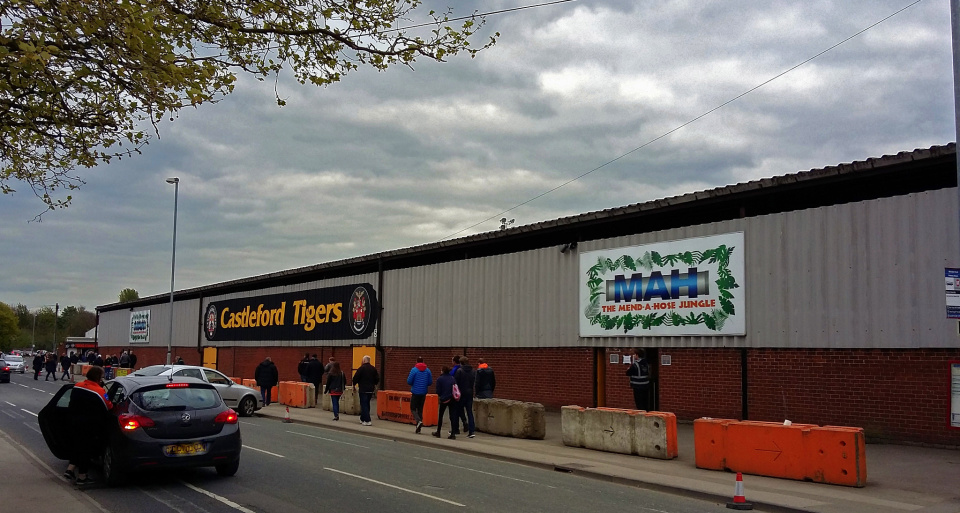 Castleford Tigers
MAH
THE MEND-A-HOSE JUNGLE